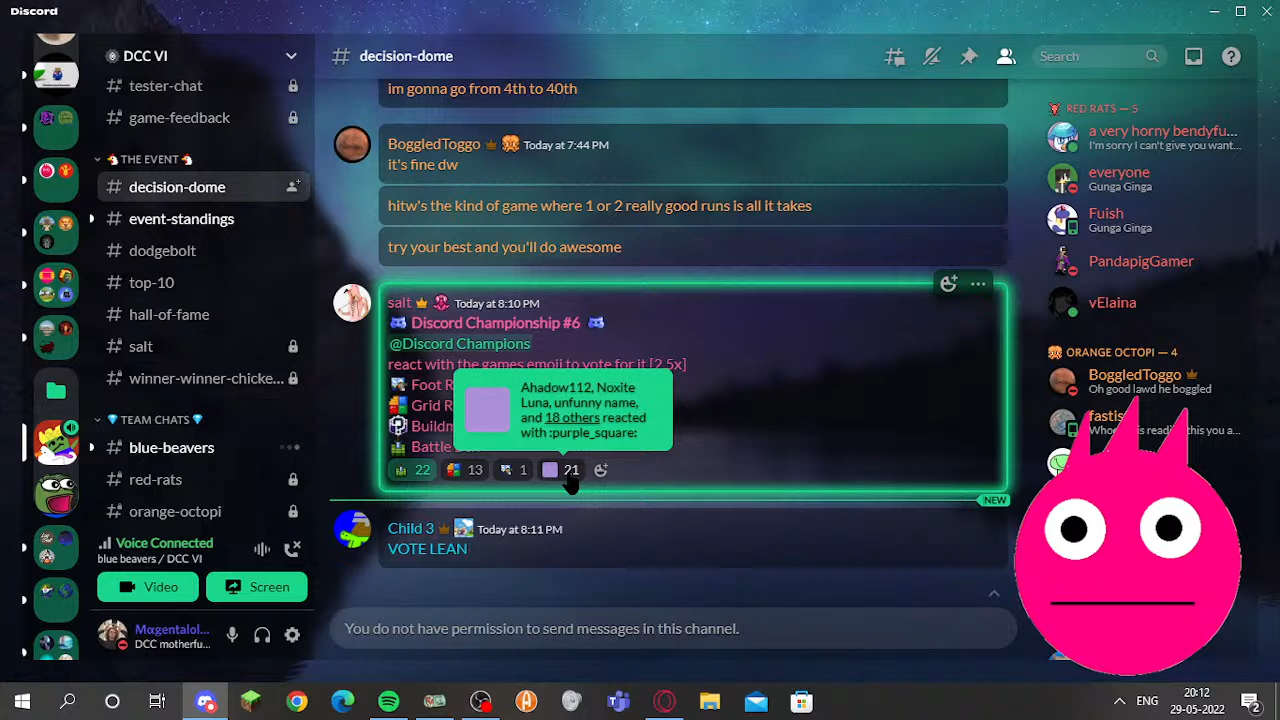 Discord
DCC VI
tester-chat
game-feedback
THE EVENT
decision-dome
event-standings
dodgebolt
top-10
hall-of-fame
salt
winner-winner-chicke...
TEAM CHATS
blue-beavers
red-rats
orange-octopi
Voice Connected
blue beavers / DCC VI
Video
Screen
Mαgentalol...
DCC motherfu...
decision-dome
Search
im gonna go from 4th to 40th
BoggledToggo Today at 7:44 PM
it's fine dw
hitw's the kind of game where 1 or 2 really good runs is all it takes
try your best and you'll do awesome
salt Today at 8:10 PM
Discord Championship #6
@Discord Champions
react with the games emoji to vote for it [2.5x]
Foot R
Grid R
Buildm
Battle
Ahadow112, Noxite
Luna, unfunny name,
and 18 others reacted
with :purple_square:
22
13
1
21
NEW
Child 3 Today at 8:11 PM
VOTE LEAN
You do not have permission to send messages in this channel.
RED RATS — 5
a very horny bendyfu...
I'm sorry I can't give you want...
everyone
Gunga Ginga
Fuish
Gunga Ginga
PandapigGamer
vElaina
ORANGE OCTOPI — 4
BoggledToggo
Oh good lawd he boggled
fastis
ENG
20:12
29-05-2022
2